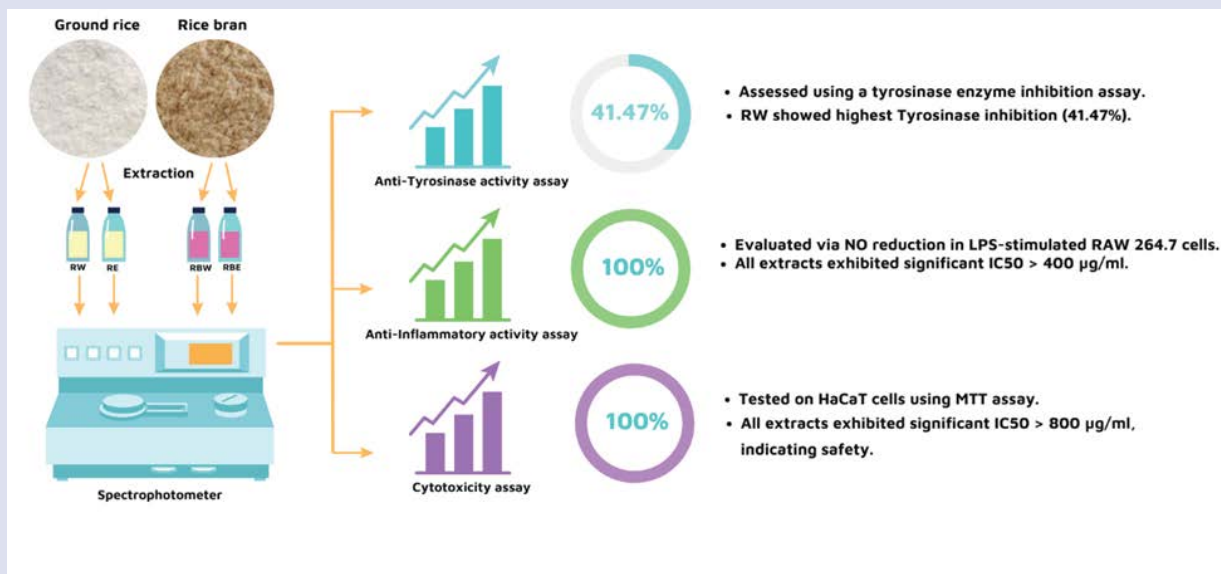 Ground rice
Rice bran
Extraction
RW
RE
RBW
RBE
Spectrophotometer
Anti-Tyrosinase activity assay
41.47%
• Assessed using a tyrosinase enzyme inhibition assay.
• RW showed highest Tyrosinase inhibition (41.47%).
Anti-Inflammatory activity assay
100%
• Evaluated via NO reduction in LPS-stimulated RAW 264.7 cells.
• All extracts exhibited significant IC50 > 400 µg/ml.
Cytotoxicity assay
100%
• Tested on HaCaT cells using MTT assay.
• All extracts exhibited significant IC50 > 800 µg/ml,
indicating safety.